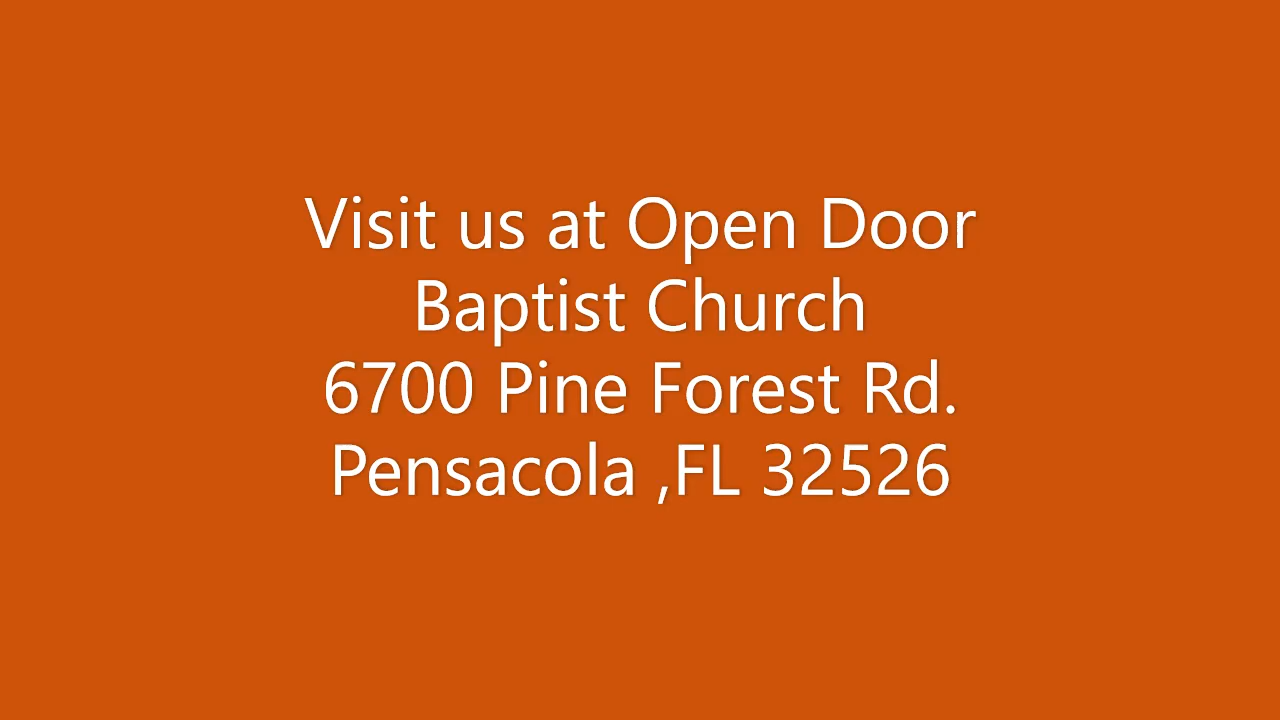 Visit us at Open Door
Baptist Church
6700 Pine Forest Rd.
Pensacola ,FL 32526